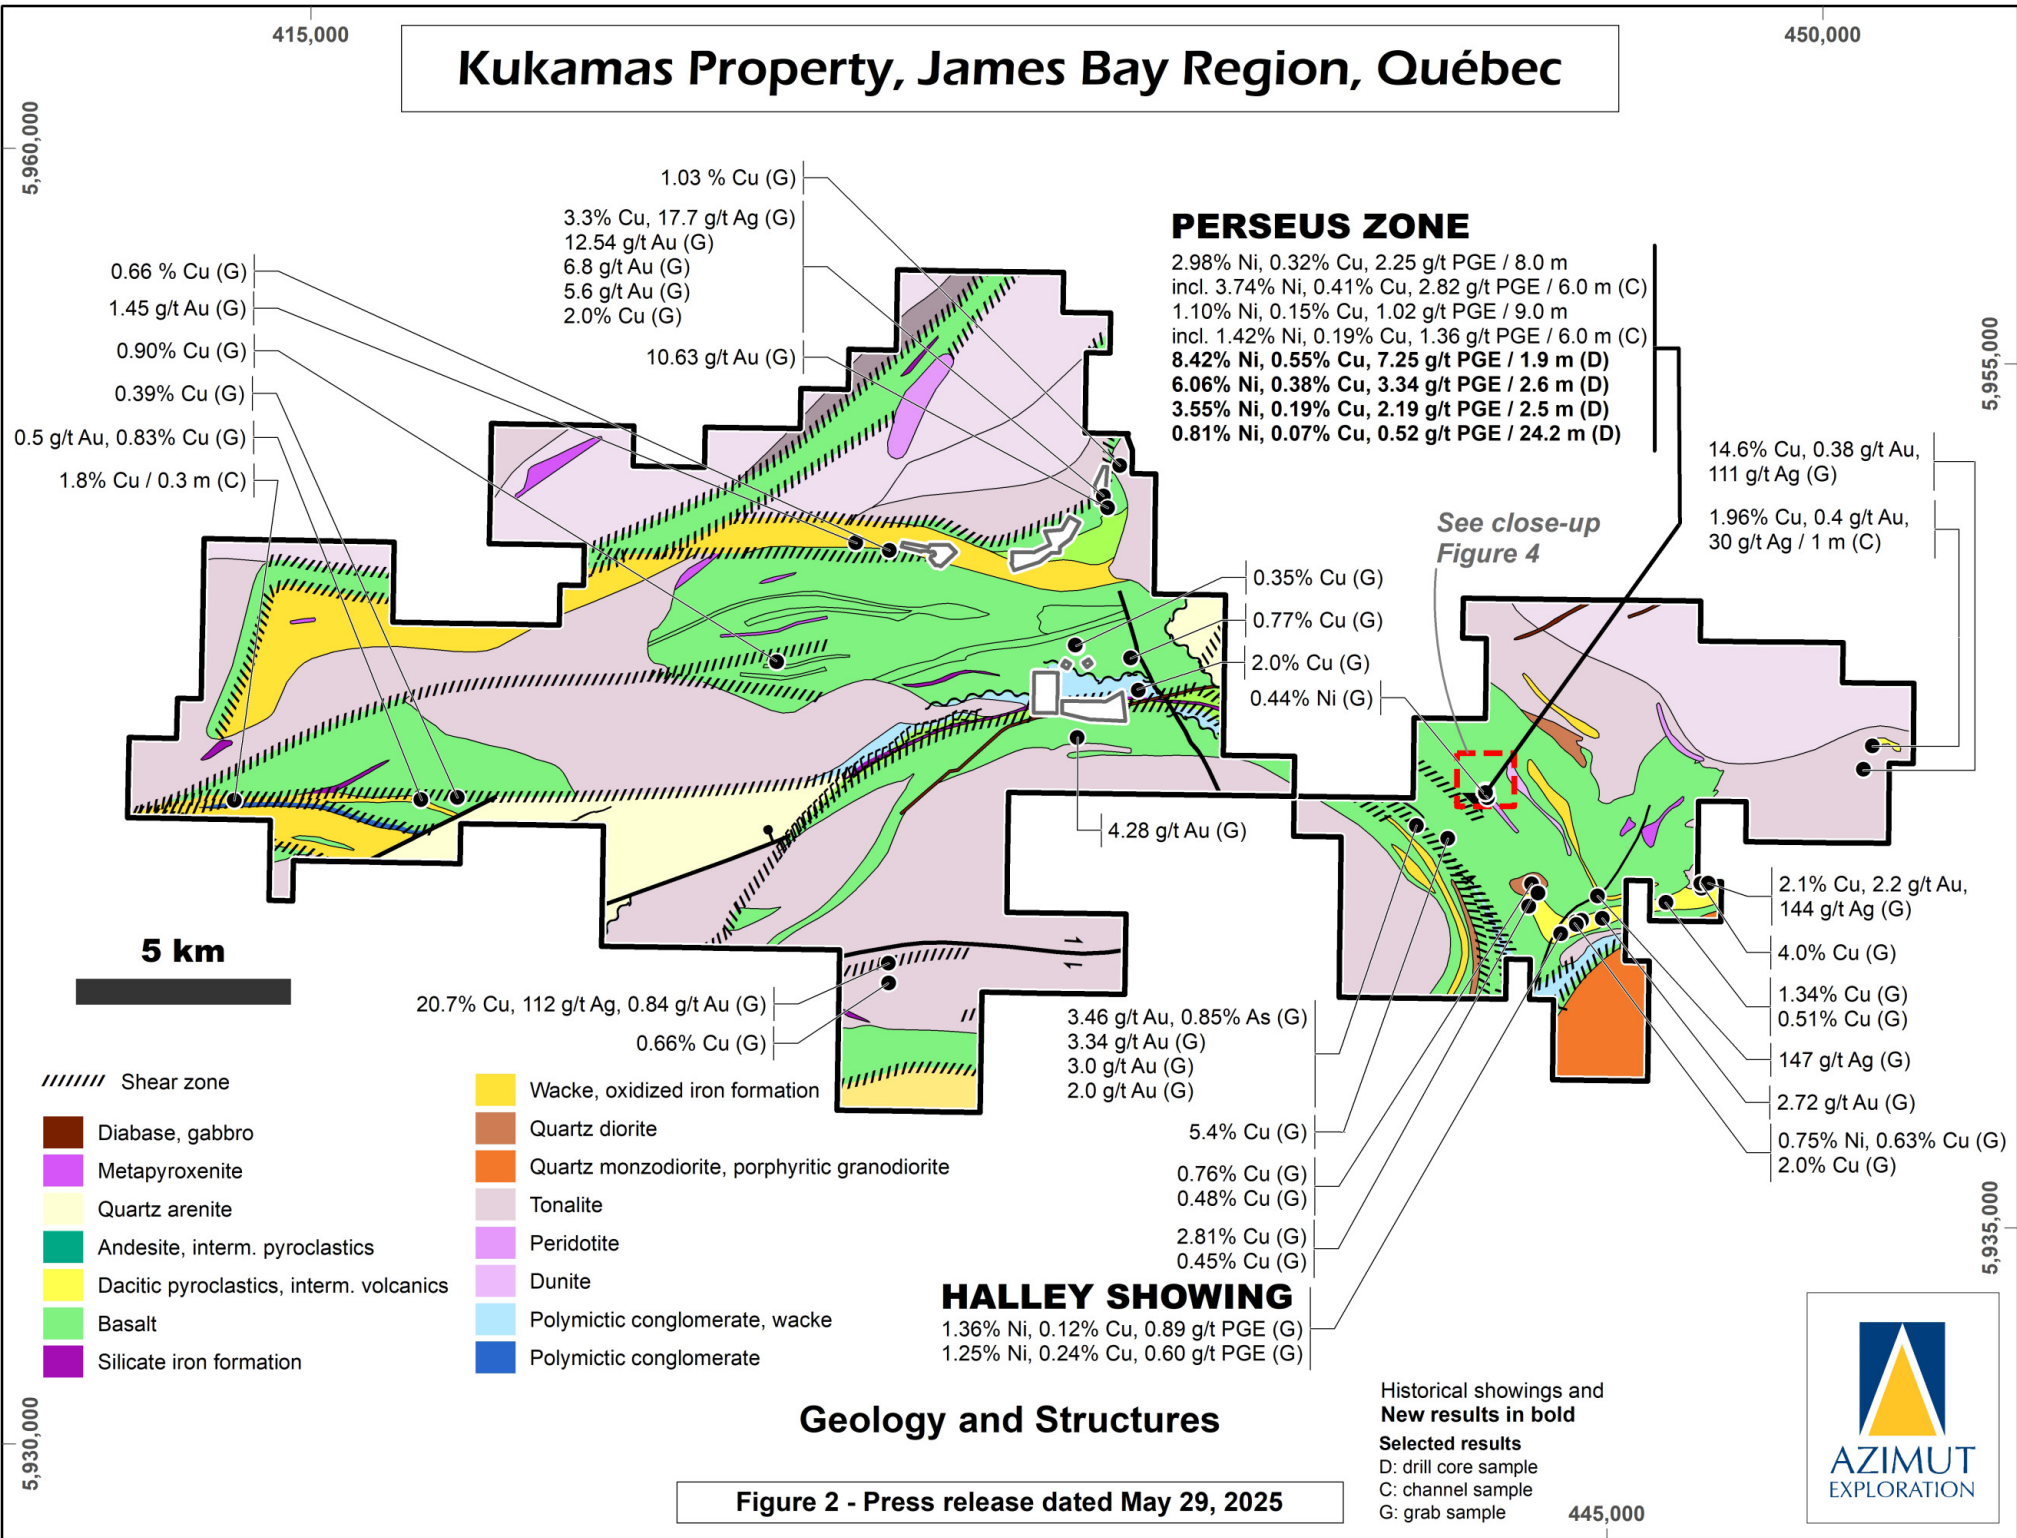 415,000
450,000
Kukamas Property, James Bay Region, Québec
5,960,000
5,955,000
1.03 % Cu (G)
3.3% Cu, 17.7 g/t Ag (G)
12.54 g/t Au (G)
6.8 g/t Au (G)
5.6 g/t Au (G)
2.0% Cu (G)
10.63 g/t Au (G)
0.66 % Cu (G)
1.45 g/t Au (G)
0.90% Cu (G)
0.39% Cu (G)
0.5 g/t Au, 0.83% Cu (G)
1.8% Cu / 0.3 m (C)
PERSEUS ZONE
2.98% Ni, 0.32% Cu, 2.25 g/t PGE / 8.0 m
incl. 3.74% Ni, 0.41% Cu, 2.82 g/t PGE / 6.0 m (C)
1.10% Ni, 0.15% Cu, 1.02 g/t PGE / 9.0 m
incl. 1.42% Ni, 0.19% Cu, 1.36 g/t PGE / 6.0 m (C)
8.42% Ni, 0.55% Cu, 7.25 g/t PGE / 1.9 m (D)
6.06% Ni, 0.38% Cu, 3.34 g/t PGE / 2.6 m (D)
3.55% Ni, 0.19% Cu, 2.19 g/t PGE / 2.5 m (D)
0.81% Ni, 0.07% Cu, 0.52 g/t PGE / 24.2 m (D)
14.6% Cu, 0.38 g/t Au,
111 g/t Ag (G)
1.96% Cu, 0.4 g/t Au,
30 g/t Ag / 1 m (C)
See close-up
Figure 4
0.35% Cu (G)
0.77% Cu (G)
2.0% Cu (G)
0.44% Ni (G)
4.28 g/t Au (G)
2.1% Cu, 2.2 g/t Au,
144 g/t Ag (G)
4.0% Cu (G)
1.34% Cu (G)
0.51% Cu (G)
147 g/t Ag (G)
2.72 g/t Au (G)
0.75% Ni, 0.63% Cu (G)
2.0% Cu (G)
5 km
20.7% Cu, 112 g/t Ag, 0.84 g/t Au (G)
0.66% Cu (G)
3.46 g/t Au, 0.85% As (G)
3.34 g/t Au (G)
3.0 g/t Au (G)
2.0 g/t Au (G)
5.4% Cu (G)
0.76% Cu (G)
0.48% Cu (G)
2.81% Cu (G)
0.45% Cu (G)
HALLEY SHOWING
1.36% Ni, 0.12% Cu, 0.89 g/t PGE (G)
1.25% Ni, 0.24% Cu, 0.60 g/t PGE (G)
Shear zone
Diabase, gabbro
Metapyroxenite
Quartz arenite
Andesite, interm. pyroclastics
Dacitic pyroclastics, interm. volcanics
Basalt
Silicate iron formation
Wacke, oxidized iron formation
Quartz diorite
Quartz monzodiorite, porphyritic granodiorite
Tonalite
Peridotite
Dunite
Polymictic conglomerate, wacke
Polymictic conglomerate
5,935,000
5,930,000
Geology and Structures
Figure 2 - Press release dated May 29, 2025
Historical showings and
New results in bold
Selected results
D: drill core sample
C: channel sample
G: grab sample
445,000
AZIMUT
EXPLORATION